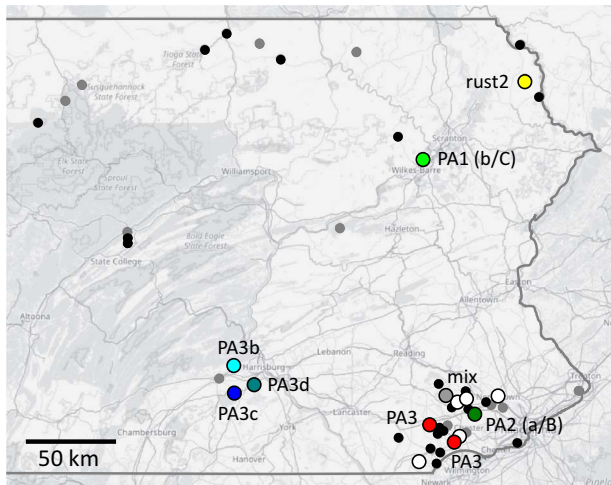 Tioga State
Forest
Susquehannock
State Forest
rust2
Scranton
PA1 (b/C)
Wilkes-Barre
Elk State
Forest
Sproul
State
Forest
Williamsport
Bald Eagle
State Forest
Hazleton
State College
Easton
Allentown
Altoona
PA3b
Harrisburg
Lebanon
Reading
PA3d
mix
Trenton
PA3c
Lancaster
PA3
PA2 (a/B)
Chambersburg
50 km
Hanover
York
PA3
Wilmington
Newark